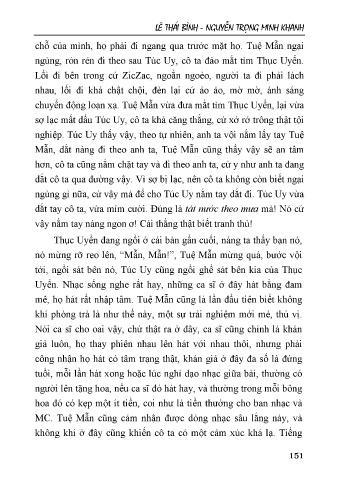 LÊ THÁI BÌNH - NGUYỄN TRỌNG MINH KHANH
chỗ của mình, họ phải đi ngang qua trước mặt họ. Tuệ Mẫn ngại
ngùng, rón rén đi theo sau Túc Uy, cô ta đảo mắt tìm Thục Uyển.
Lối đi bên trong cứ ZicZac, ngoằn ngoèo, người ta đi phải lách
nhau, lối đi khá chật chội, đèn lại cứ ảo ảo, mờ mờ, ánh sáng
chuyển động loạn xạ. Tuệ Mẫn vừa đưa mắt tìm Thục Uyển, lại vừa
sợ lạc mất dấu Túc Uy, cô ta khá căng thẳng, cứ xớ rớ trông thật tội
nghiệp. Túc Uy thấy vậy, theo tự nhiên, anh ta vội nắm lấy tay Tuệ
Mẫn, dắt nàng đi theo anh ta, Tuệ Mẫn cũng thấy vậy sẽ an tâm
hơn, cô ta cũng nắm chặt tay và đi theo anh ta, cứ y như anh ta đang
dắt cô ta qua đường vậy. Vì sợ bị lạc, nên cô ta không còn biết ngại
ngùng gì nữa, cứ vậy mà để cho Túc Uy nắm tay dắt đi. Túc Uy vừa
dắt tay cô ta, vừa mỉm cười. Đúng là tát nước theo mưa mà! Nó cứ
vậy nắm tay nàng ngon ơ! Cái thằng thật biết tranh thủ!
Thục Uyển đang ngồi ở cái bàn gần cuối, nàng ta thấy bạn nó,
nó mừng rỡ reo lên, “Mẫn, Mẫn!”, Tuệ Mẫn mừng quá, bước vội
tới, ngồi sát bên nó, Túc Uy cũng ngồi ghế sát bên kia của Thục
Uyển. Nhạc sống nghe rất hay, những ca sĩ ở đây hát bằng đam
mê, họ hát rất nhập tâm. Tuệ Mẫn cũng là lần đầu tiên biết không
khí phòng trà là như thế này, một sự trải nghiệm mới mẻ, thú vị.
Nói ca sĩ cho oai vậy, chứ thật ra ở đây, ca sĩ cũng chính là khán
giả luôn, họ thay phiên nhau lên hát với nhau thôi, nhưng phải
công nhận họ hát có tâm trạng thật, khán giả ở đây đa số là đứng
tuổi, mỗi lần hát xong hoặc lúc nghỉ dạo nhạc giữa bài, thường có
người lên tặng hoa, nếu ca sĩ đó hát hay, và thường trong mỗi bông
hoa đó có kẹp một ít tiền, coi như là tiền thưởng cho ban nhạc và
MC. Tuệ Mẫn cũng cảm nhận được dòng nhạc sâu lắng này, và
không khí ở đây cũng khiến cô ta có một cảm xúc khá lạ. Tiếng
151